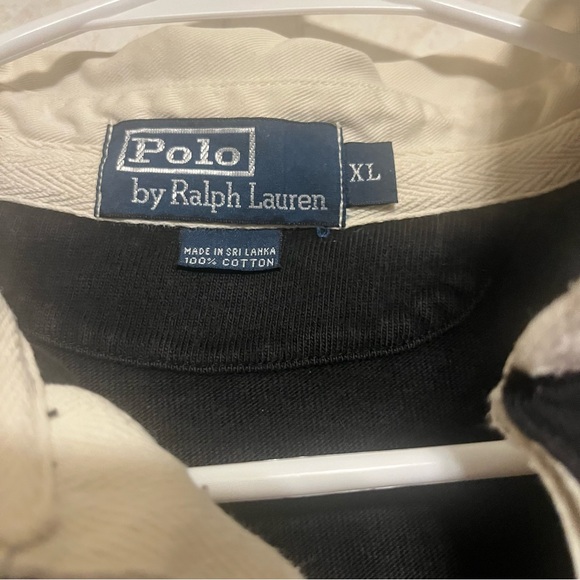 Polo
by Ralph Lauren
XL
MADE IN SRI LANKA
100% COTTON